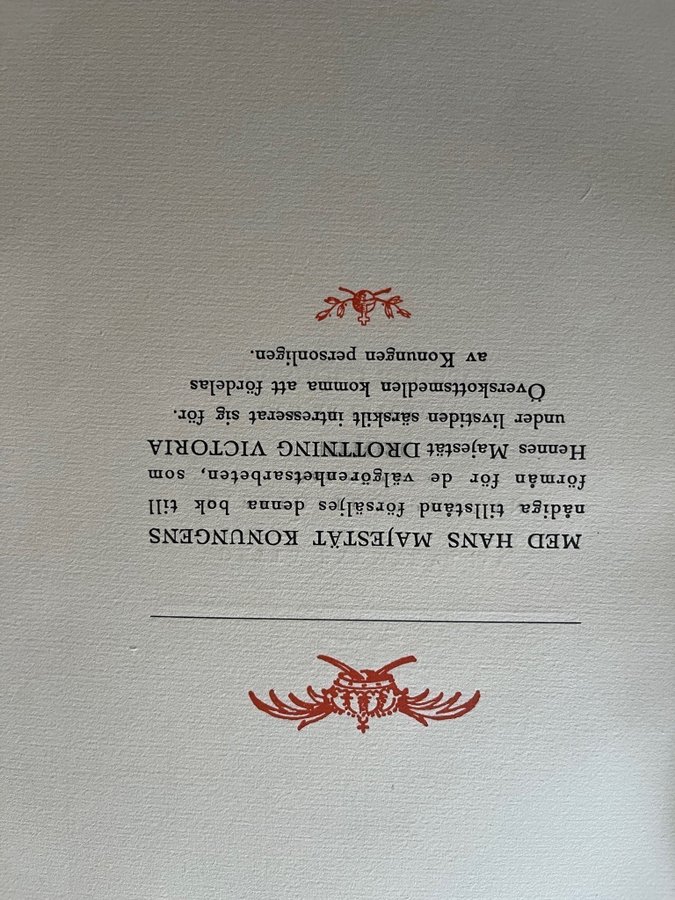 MED HANS MAJESTÄT KONUNGENS
nådiga tillstånd försäljes denna bok till
förmån för de välgörenhetsarbeten, som
Hennes Majestät DROTTNING VICTORIA
under livstiden särskilt intresserat sig för.
Överskottsmedlen komma att fördelas
av Konungen personligen.